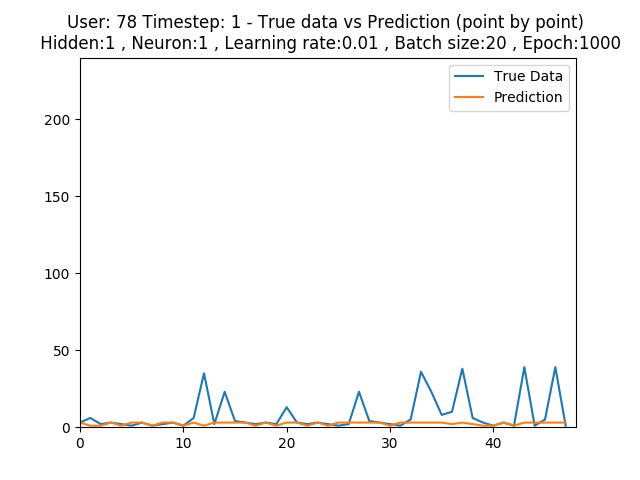 User: 78 Timestep: 1 - True data vs Prediction (point by point)
Hidden:1 , Neuron:1 , Learning rate:0.01 , Batch size:20 , Epoch:1000
True Data
Prediction
200
150
100
50
0
0 10 20 30 40